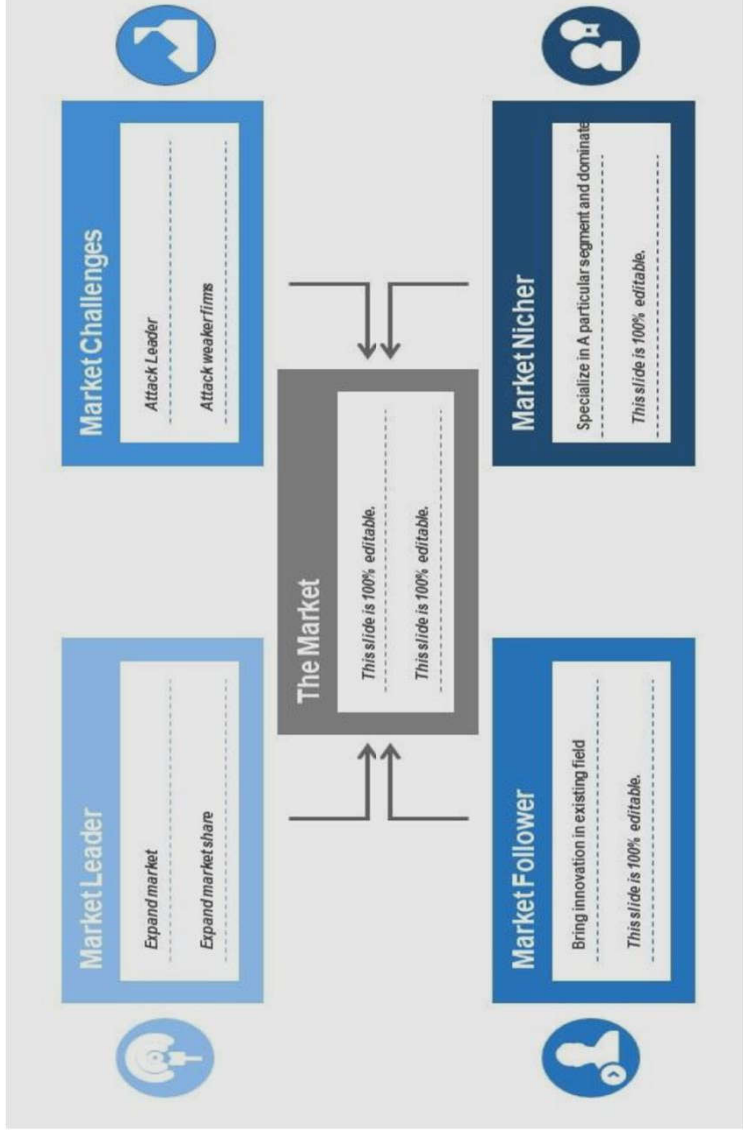 Market Leader
Expand market
Expand market share
Market Challenges
Attack Leader
Attack weaker firms
The Market
This slide is 100% editable.
This slide is 100% editable.
Market Follower
Bring innovation in existing field
This slide is 100% editable.
Market Nicher
Specialize in A particular segment and dominate
This slide is 100% editable.